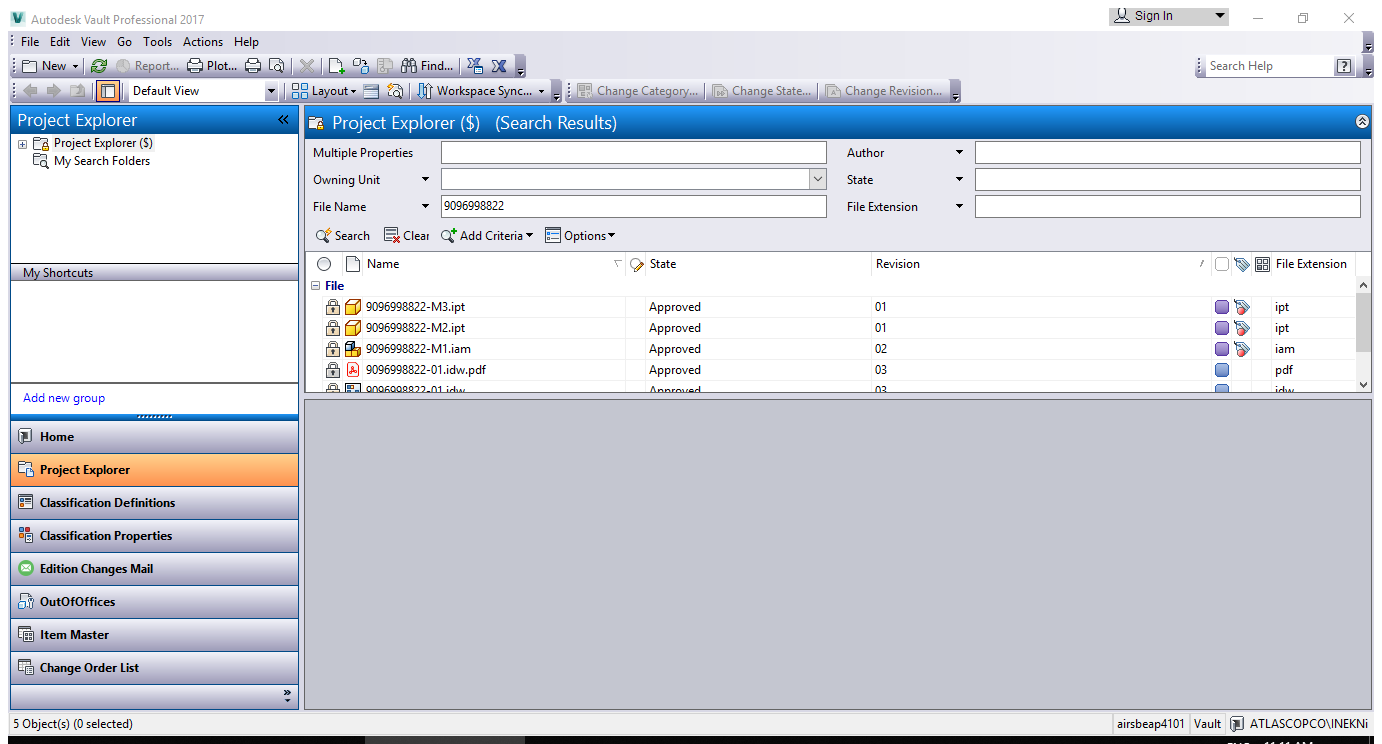 Autodesk Vault Professional 2017
Sign In
File Edit View Go Tools Actions Help
New Report... Plot... Find... Search Help
Default View Layout Workspace Sync... Change Category... Change State... Change Revision...
Project Explorer
Project Explorer ($)
My Search Folders
My Shortcuts
Add new group
Home
Project Explorer
Classification Definitions
Classification Properties
Edition Changes Mail
OutOfOffices
Item Master
Change Order List
Project Explorer ($) (Search Results)
Multiple Properties Author
Owning Unit State
File Name 9096998822 File Extension
Search Clear Add Criteria Options
Name State Revision File Extension
File
9096998822-M3.ipt Approved 01 ipt
9096998822-M2.ipt Approved 01 ipt
9096998822-M1.iam Approved 02 iam
9096998822-01.idw.pdf Approved 03 pdf
9096998822-01.idw Approved 03 idw
5 Object(s) (0 selected) airsbeap4101 Vault ATLASCOPCO\INEKNi